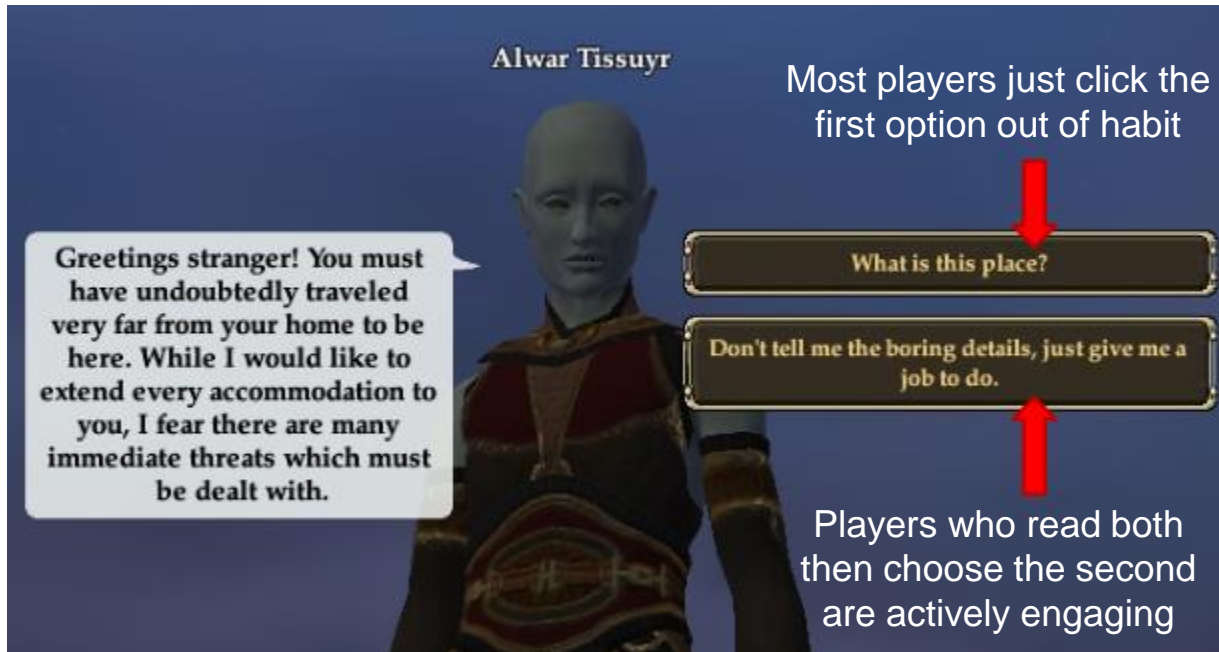 Alwar Tissuyr
Most players just click the
first option out of habit
Greetings stranger! You must
have undoubtedly traveled
very far from your home to be
here. While I would like to
extend every accommodation to
you, I fear there are many
immediate threats which must
be dealt with.
What is this place?
Don't tell me the boring details, just give me a
job to do.
Players who read both
then choose the second
are actively engaging